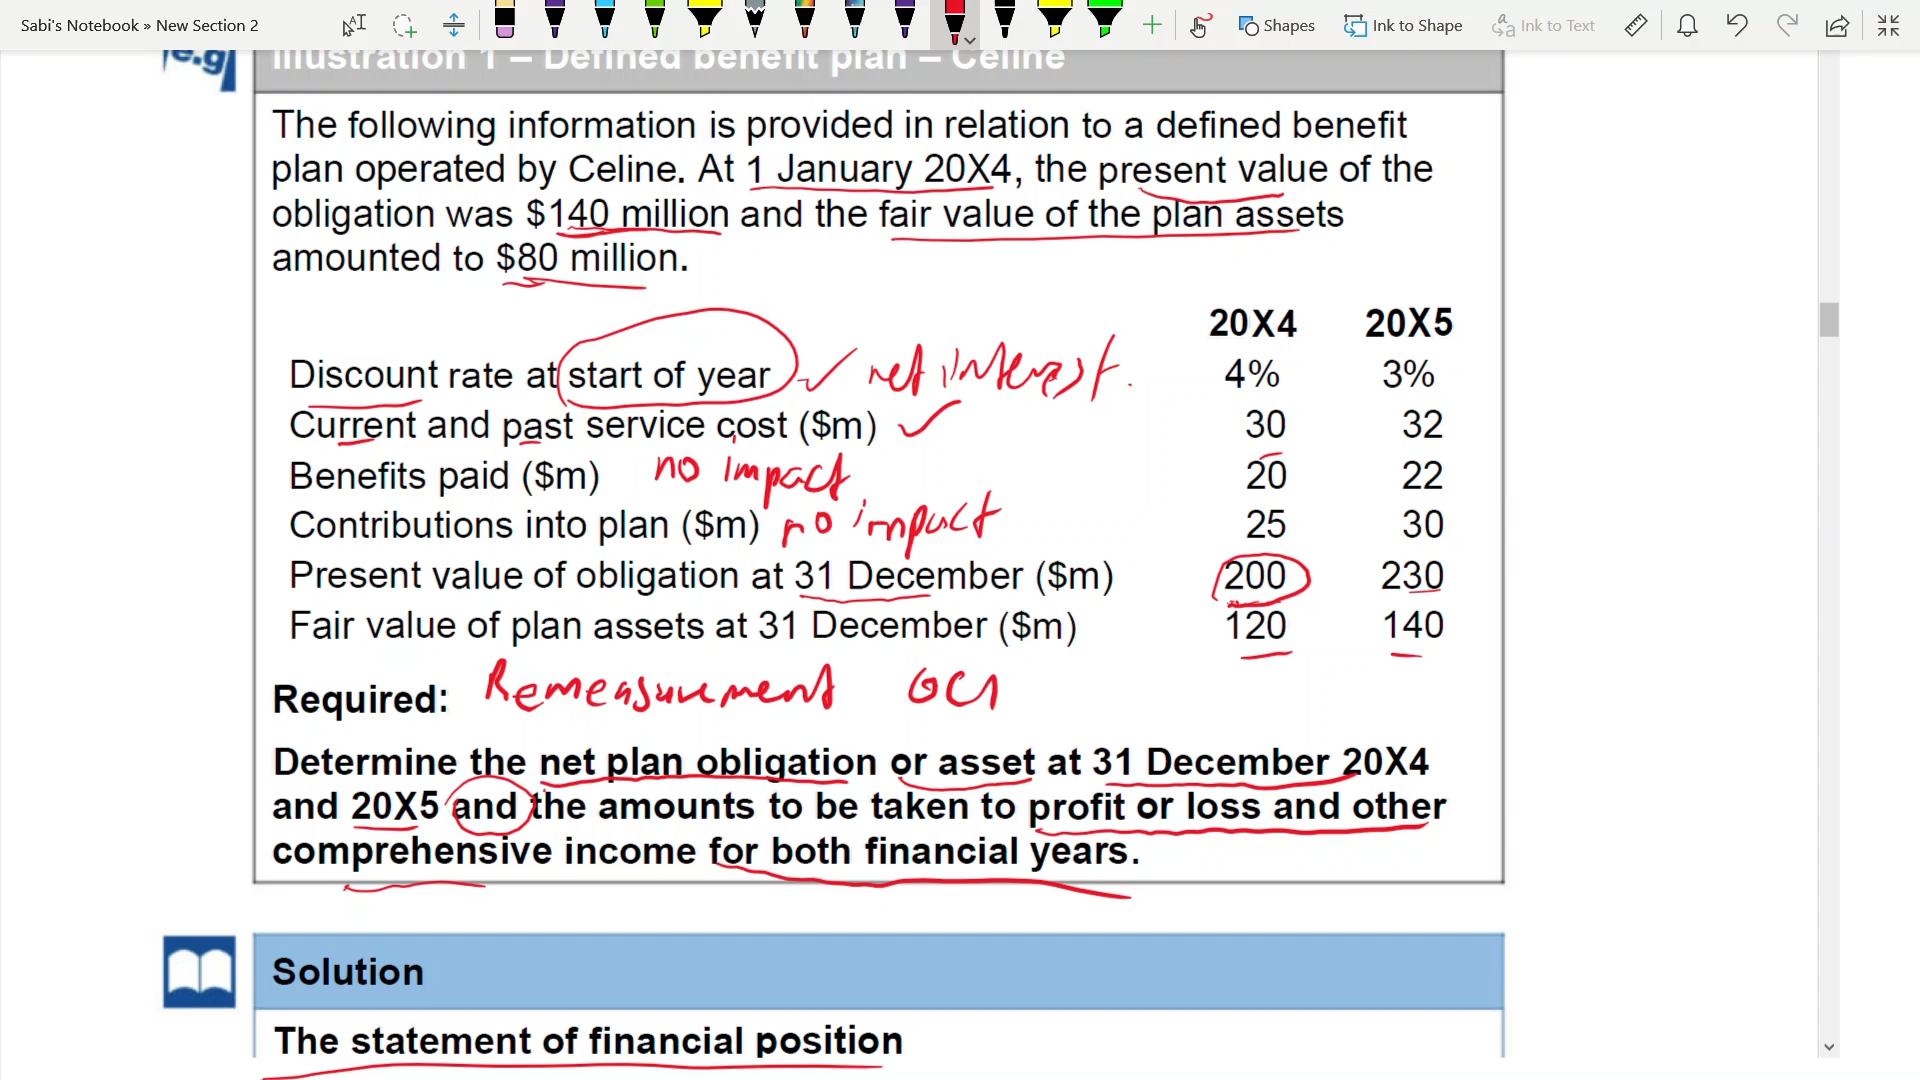 Sabi's Notebook » New Section 2
Shapes
Ink to Shape
Ink to Text
e.g
Illustration 1 – Defined benefit plan – Celine
The following information is provided in relation to a defined benefit
plan operated by Celine. At 1 January 20X4, the present value of the
obligation was $140 million and the fair value of the plan assets
amounted to $80 million.
20X4 20X5
Discount rate at start of year net interest. 4% 3%
Current and past service cost ($m) 30 32
Benefits paid ($m) no impact 20 22
Contributions into plan ($m) no impact 25 30
Present value of obligation at 31 December ($m) 200 230
Fair value of plan assets at 31 December ($m) 120 140
Required: Remeasurement OCI
Determine the net plan obligation or asset at 31 December 20X4
and 20X5 and the amounts to be taken to profit or loss and other
comprehensive income for both financial years.
Solution
The statement of financial position